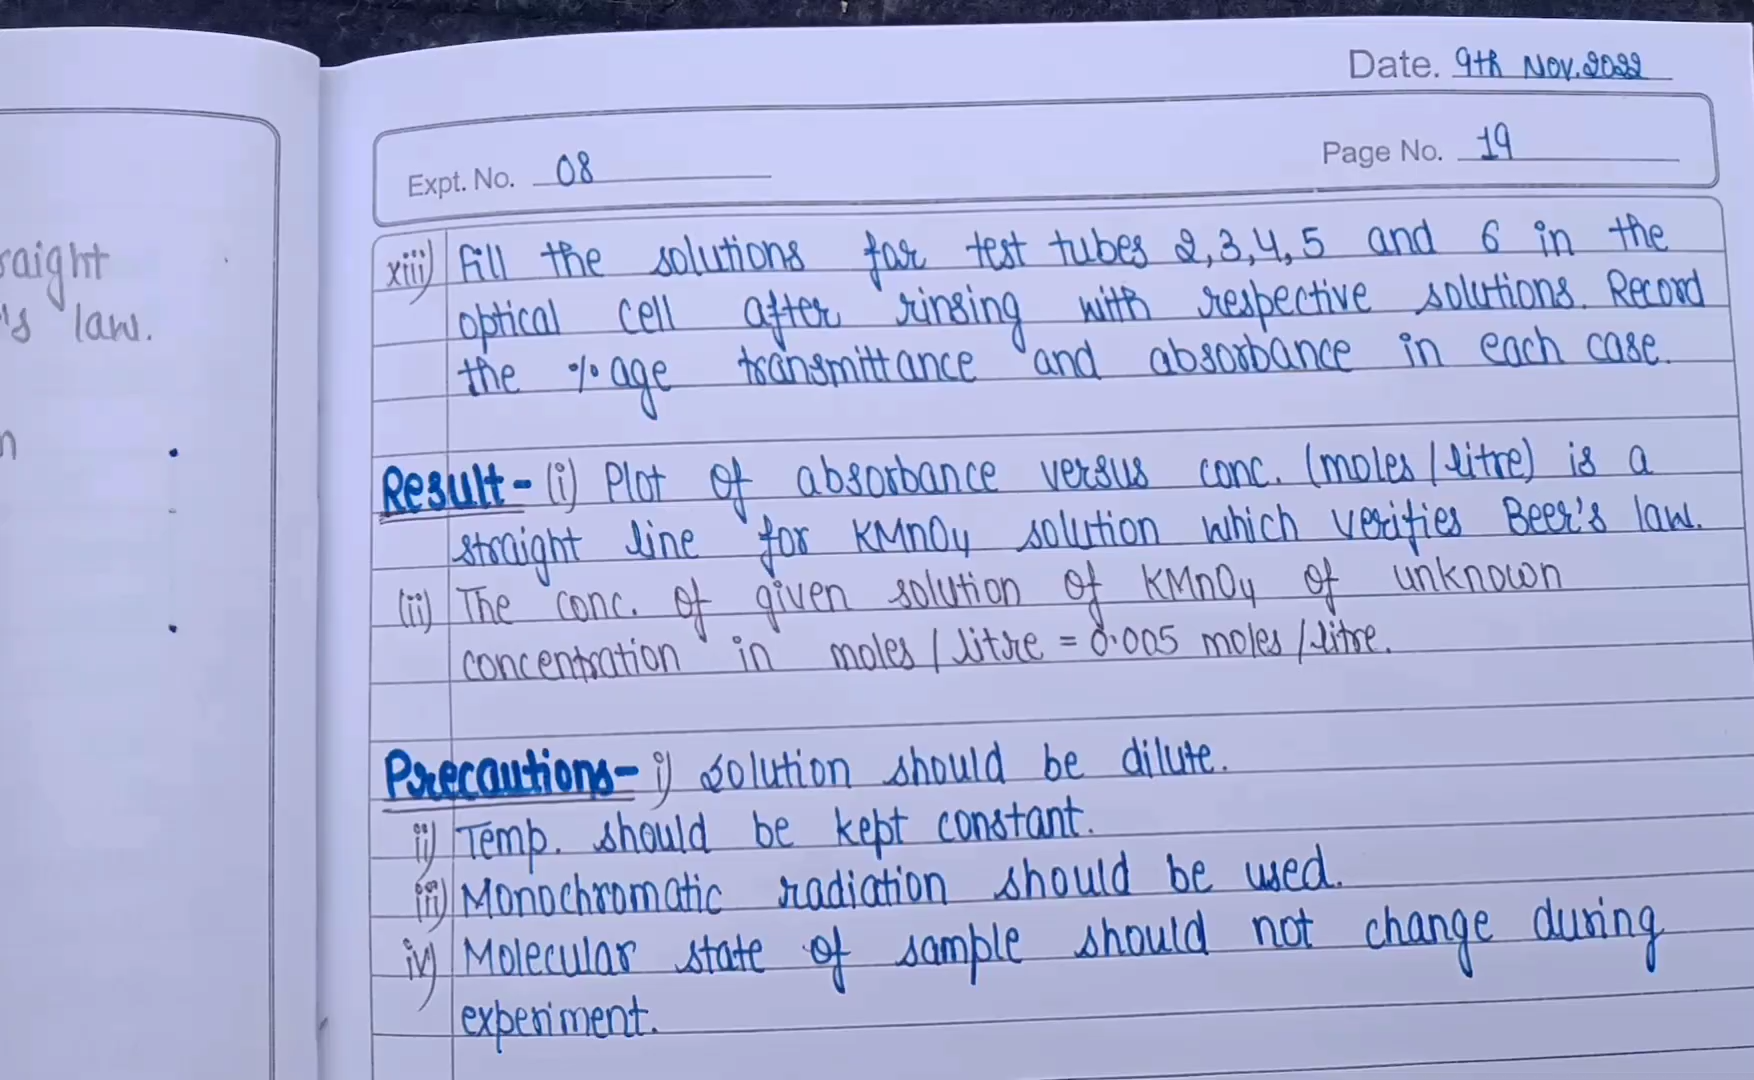 raight
's law.
n
Date. 9th Nov. 2022
Expt. No. 08
Page No. 19
xiii) Fill the solutions for test tubes 2,3,4,5 and 6 in the
optical cell after rinsing with respective solutions. Record
the %age transmittance and absorbance in each case.
Result- (i) Plot of absorbance versus conc. (moles/litre) is a
straight line for KMnO4 solution which verifies Beer's law.
(ii) The conc. of given solution of KMnO4 of unknown
concentration in moles/litre = 0.005 moles/litre.
Precautions- i) Solution should be dilute.
ii) Temp. should be kept constant.
iii) Monochromatic radiation should be used.
iv) Molecular state of sample should not change during
experiment.